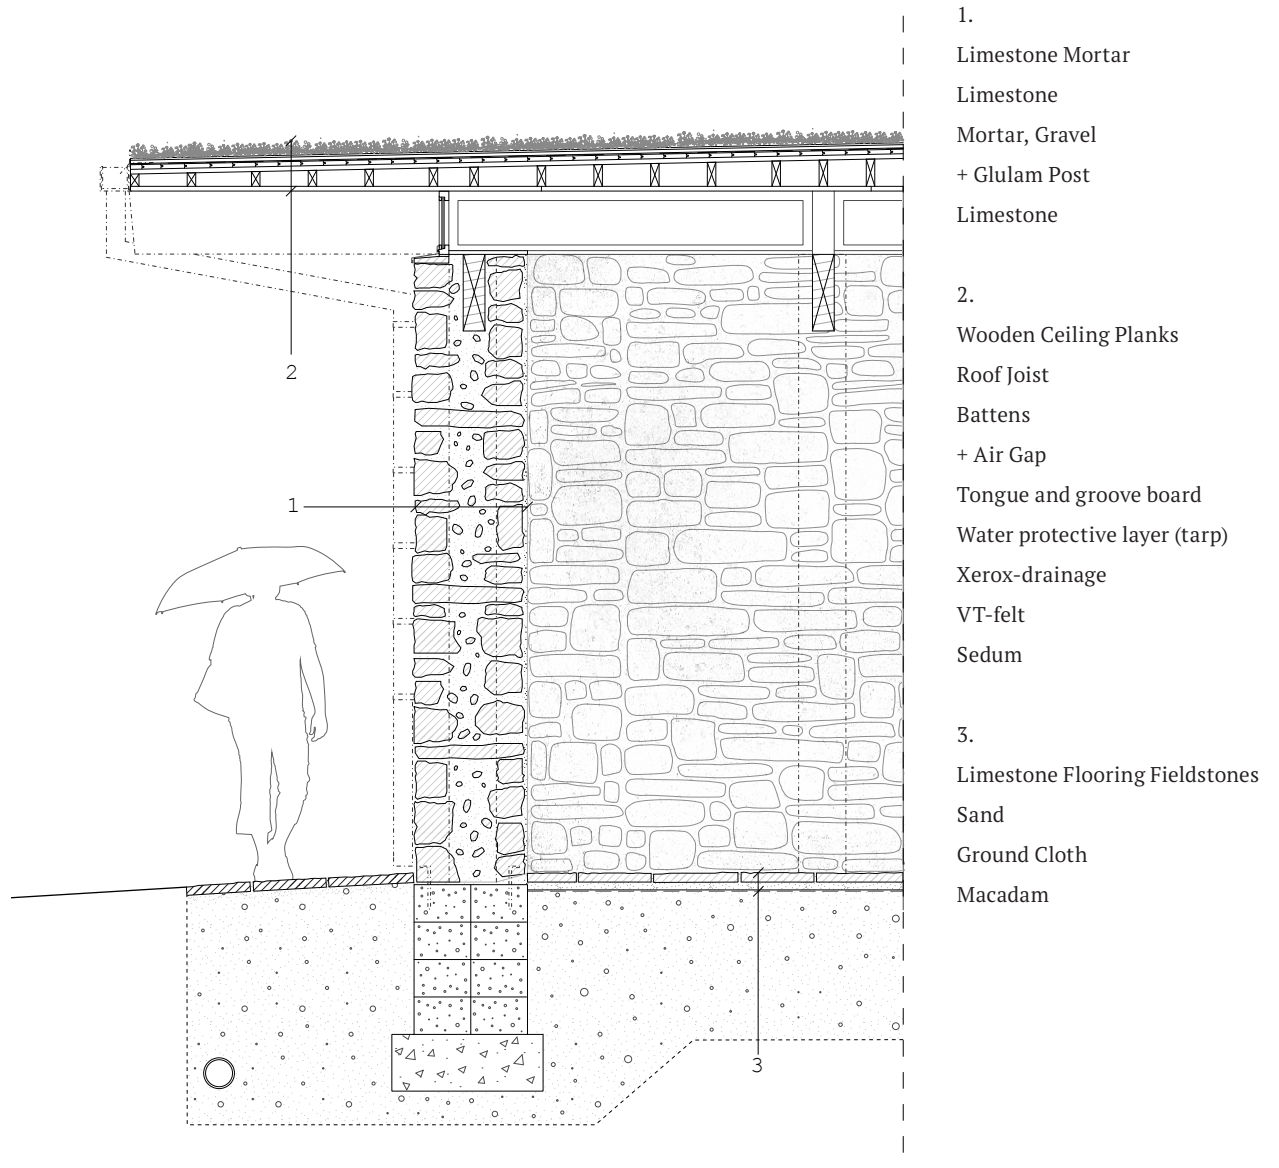 1.
Limestone Mortar
Limestone
Mortar, Gravel
+ Glulam Post
Limestone
2.
Wooden Ceiling Planks
Roof Joist
Battens
+ Air Gap
Tongue and groove board
Water protective layer (tarp)
Xerox-drainage
VT-felt
Sedum
3.
Limestone Flooring Fieldstones
Sand
Ground Cloth
Macadam
2
1
3